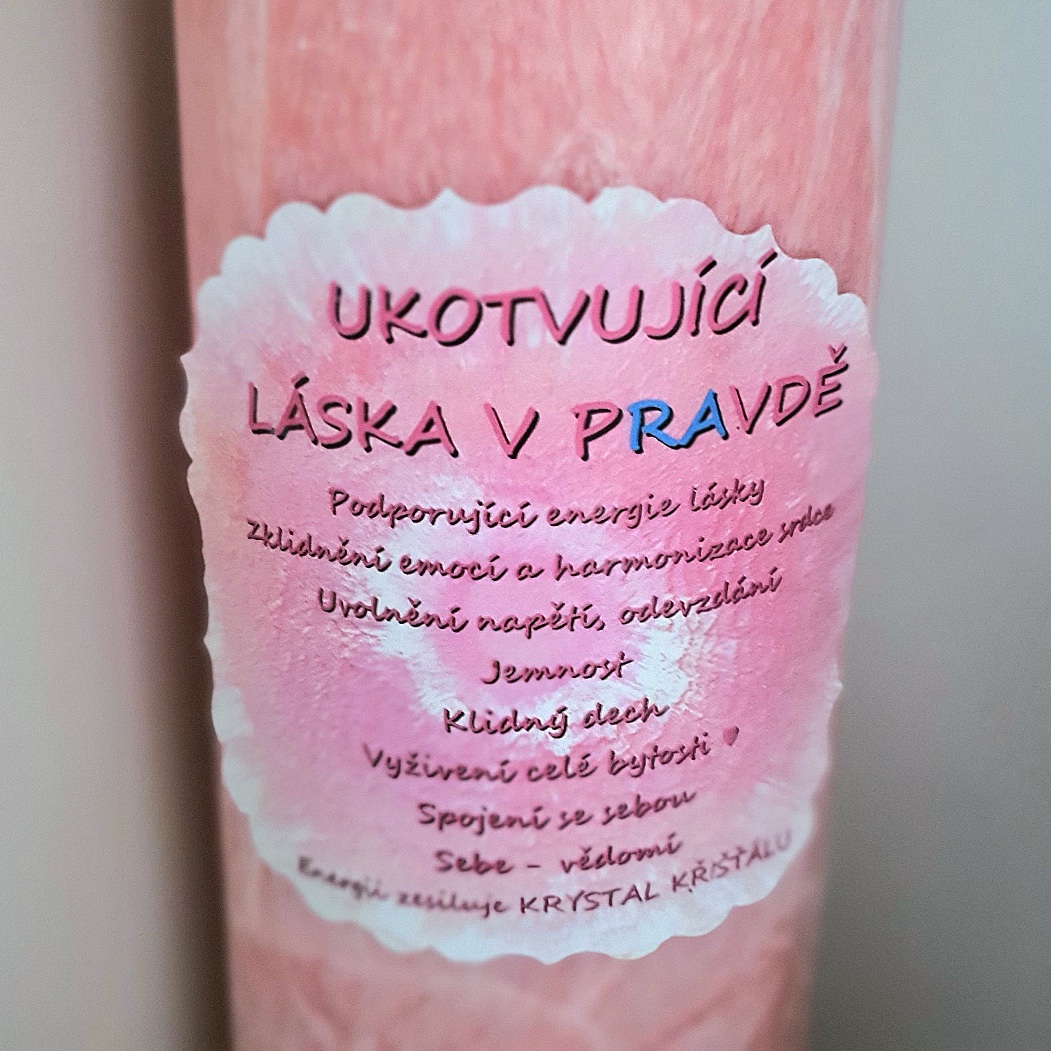 UKOTVUJÍCÍ
LÁSKA V PRAVDĚ
Podporující energie lásky
Zklidnění emocí a harmonizace srdce
Uvolnění napětí, odevzdání
Jemnost
Klidný dech
Vyživení celé bytosti ♥
Spojení se sebou
Sebe - vědomí
Energii zesiluje KRYSTAL KŘIŠŤÁLU